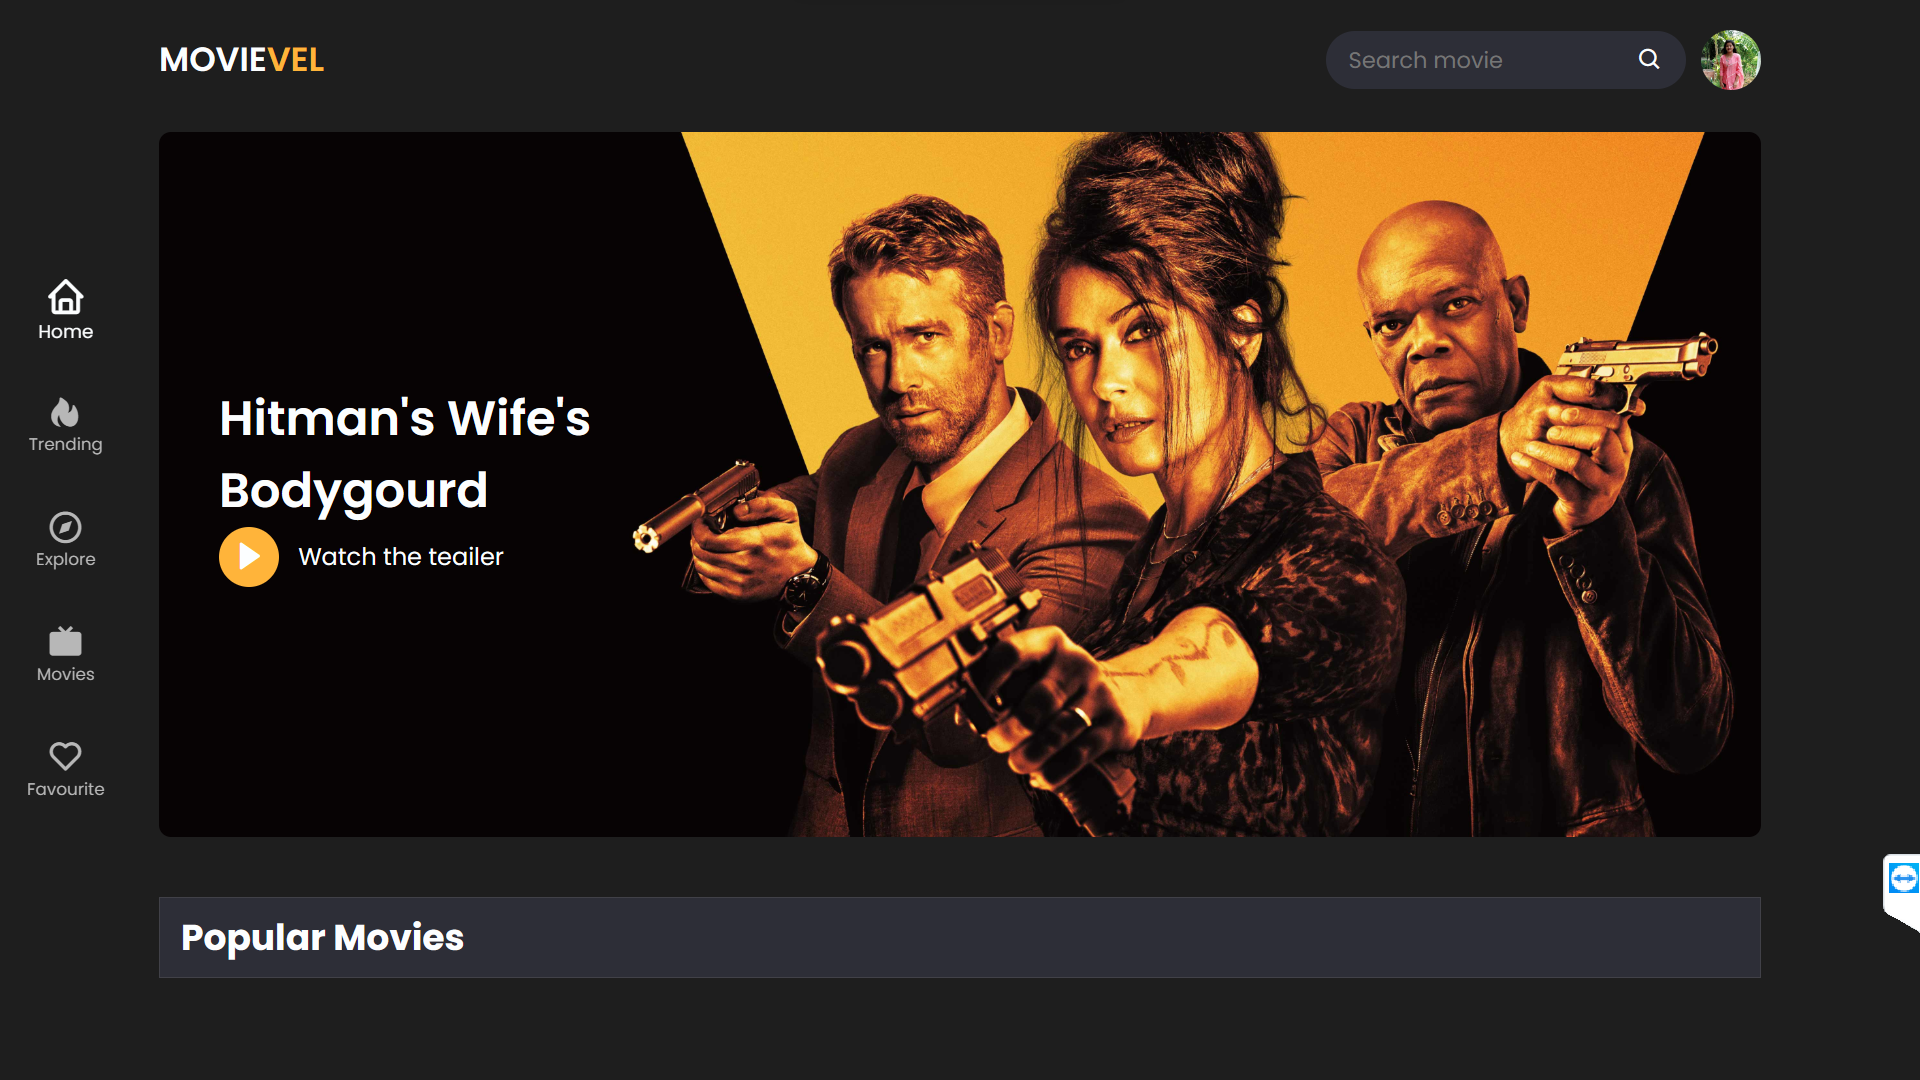 MOVIEVEL
Search movie
Home
Trending
Explore
Movies
Favourite
Hitman's Wife's
Bodygourd
Watch the teailer
Popular Movies